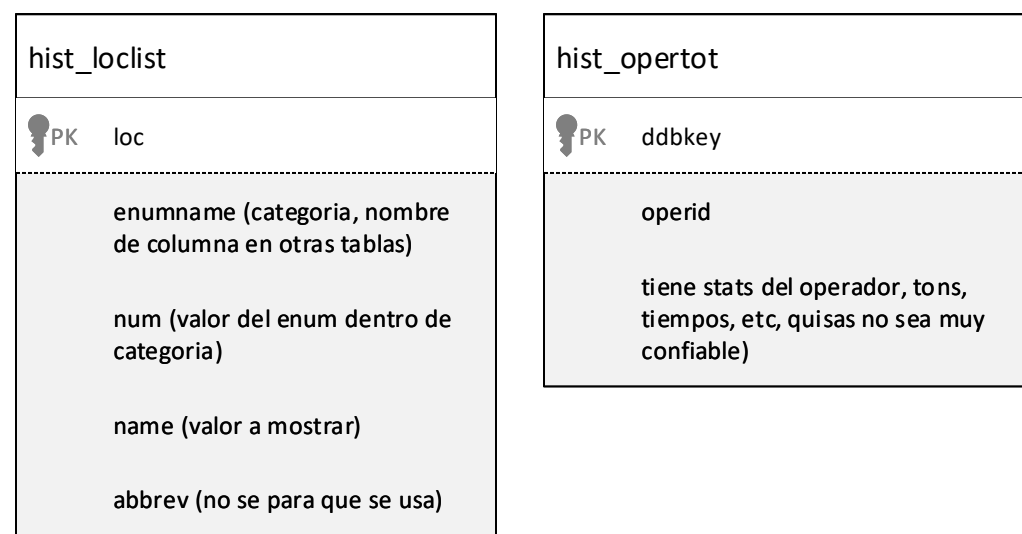 hist_loclist
PK loc
enumname (categoria, nombre
de columna en otras tablas)
num (valor del enum dentro de
categoria)
name (valor a mostrar)
abbrev (no se para que se usa)
hist_opertot
PK ddbkey
operid
tiene stats del operador, tons,
tiempos, etc, quisas no sea muy
confiable)